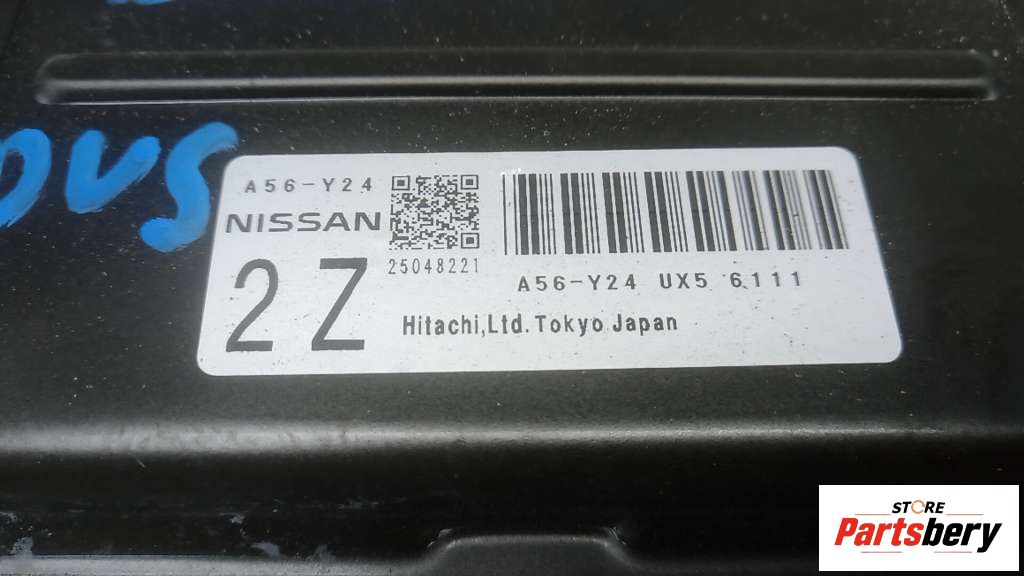 A56-Y24
NISSAN
25048221
2Z
A56-Y24 UX5 6111
Hitachi,Ltd. Tokyo Japan
STORE
Partsbery